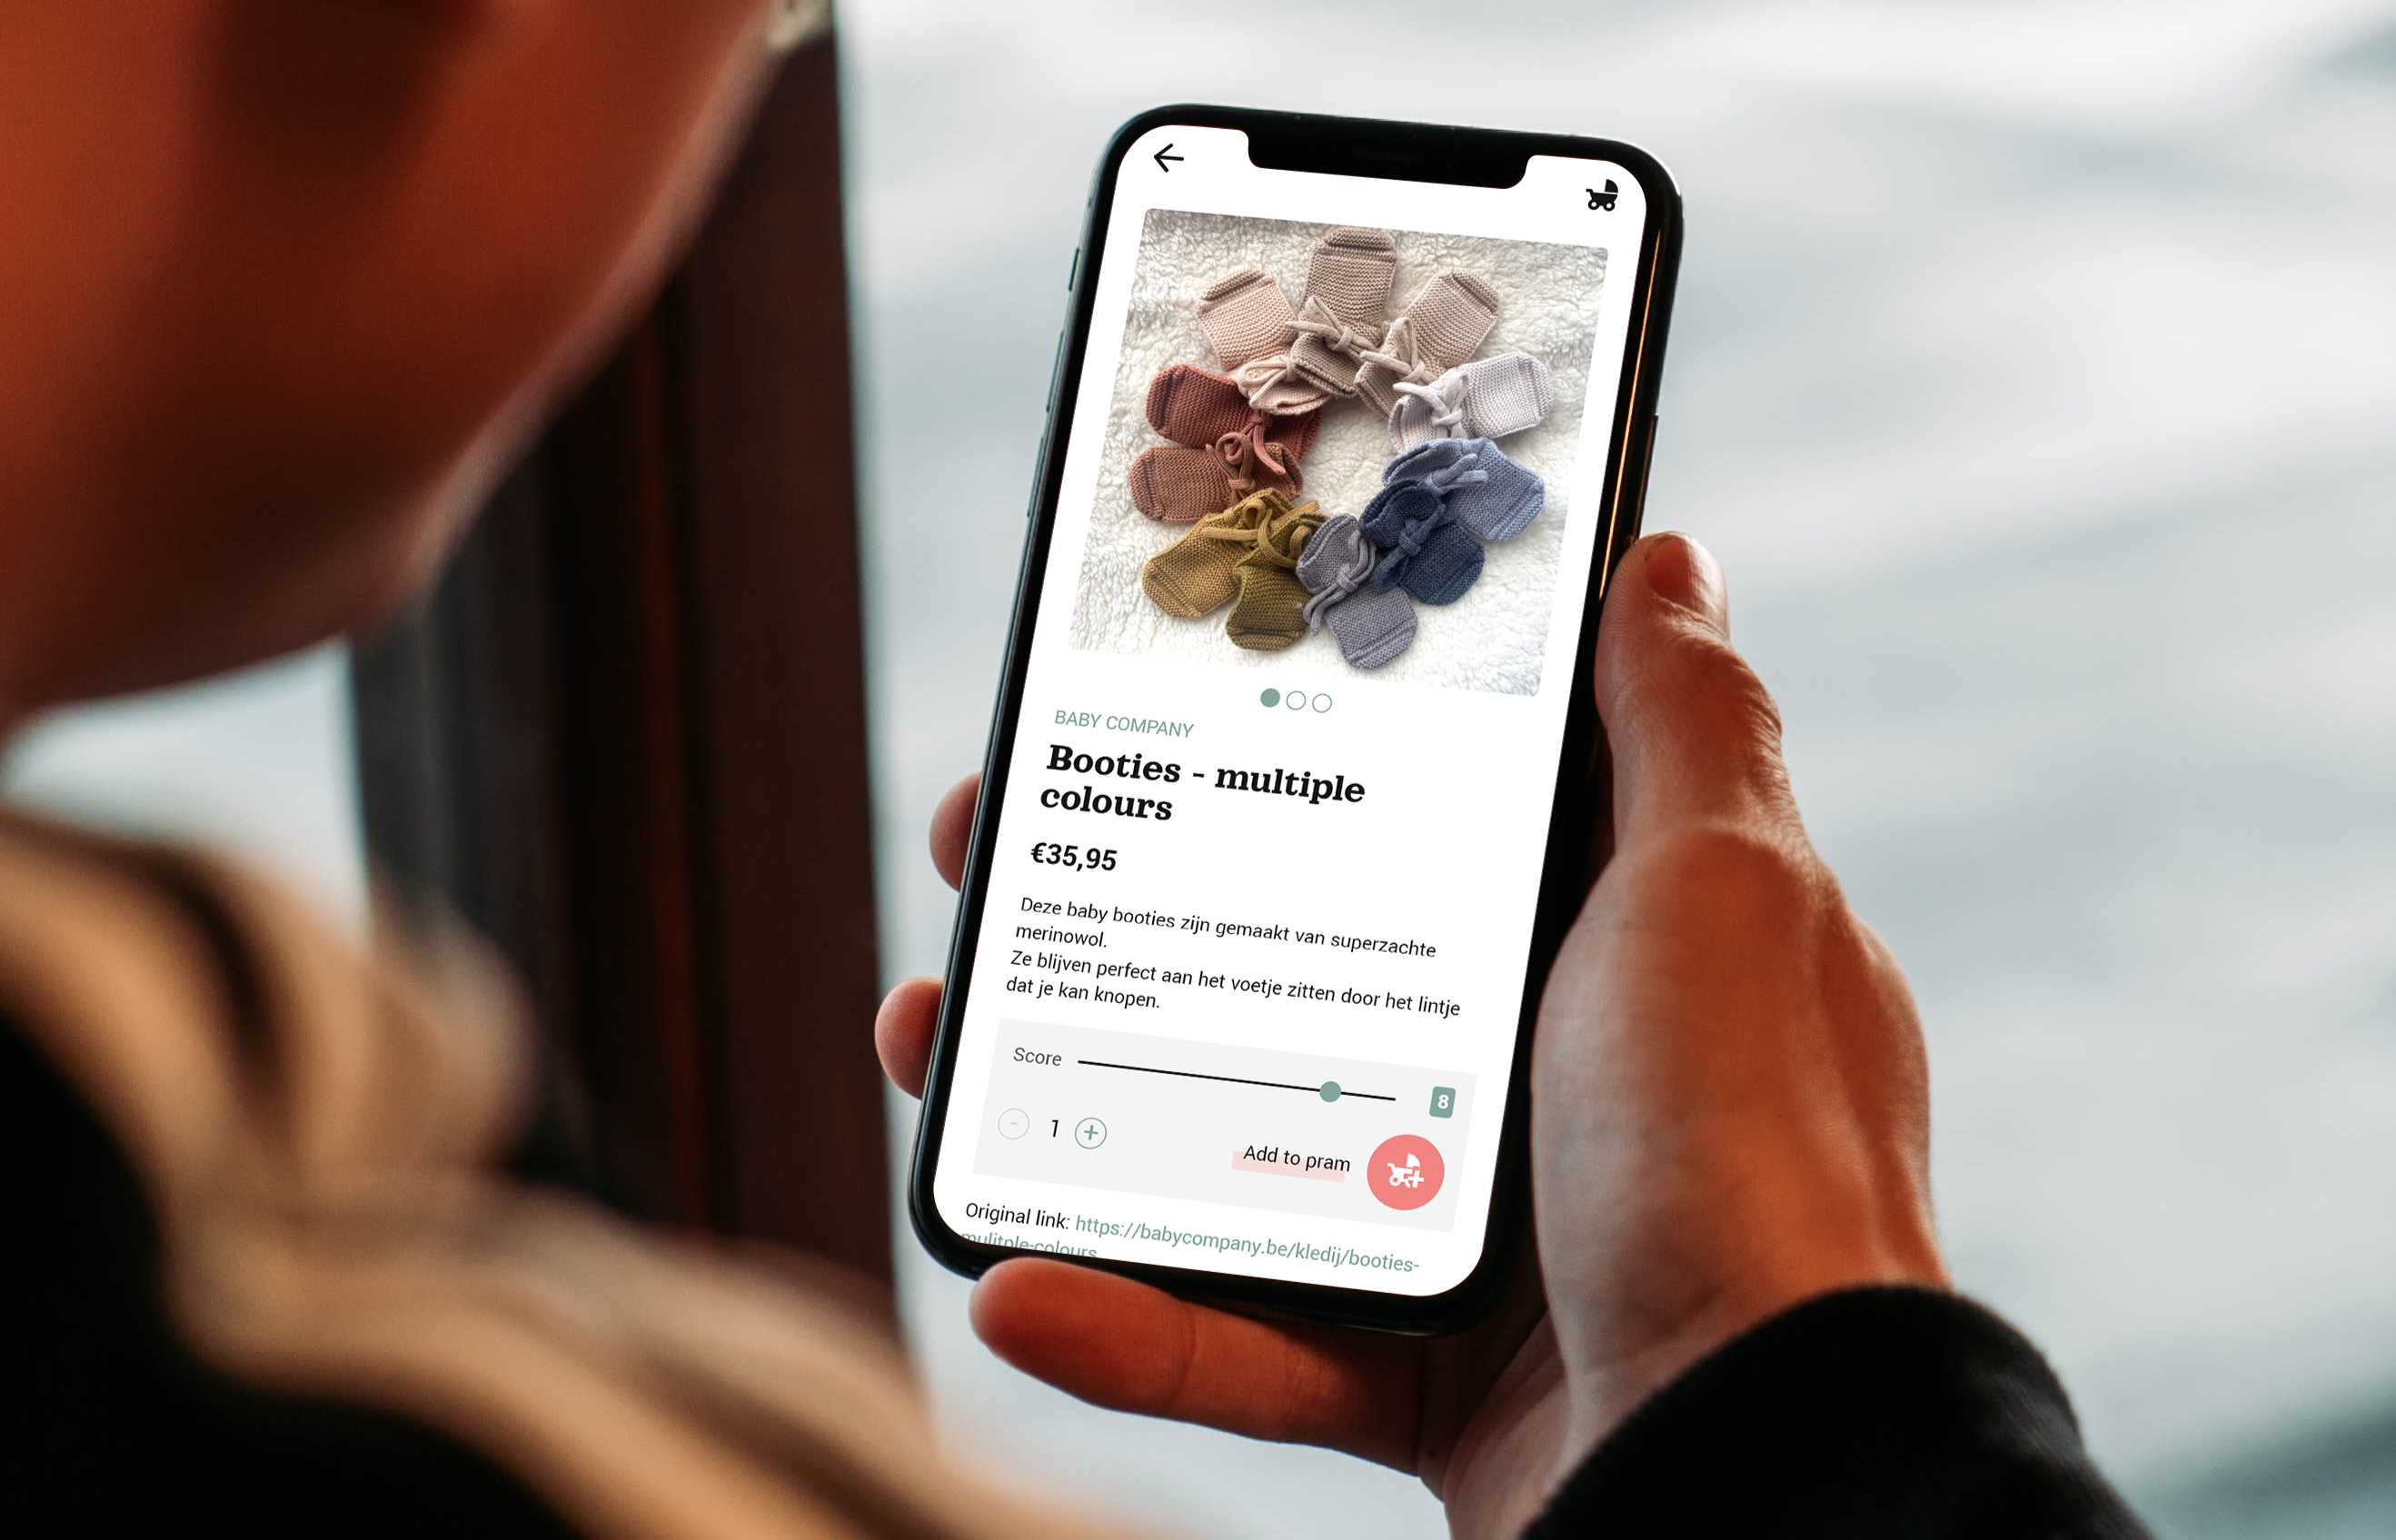 BABY COMPANY
Booties - multiple
colours
€35,95
Deze baby booties zijn gemaakt van superzachte
merinowol.
Ze blijven perfect aan het voetje zitten door het lintje
dat je kan knopen.
Score 8
- 1 +
Add to pram
Original link: https://babycompany.be/kledij/booties-
mulitple-colours